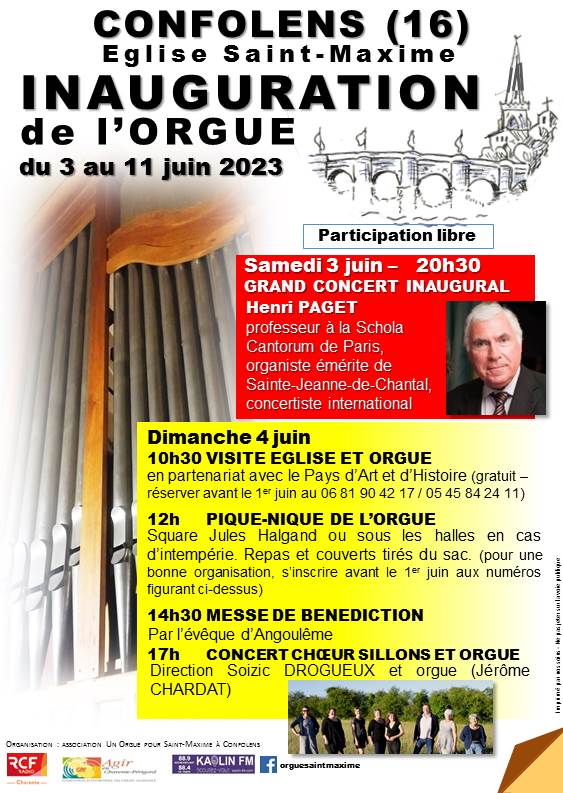 CONFOLENS (16)
Eglise Saint-Maxime
INAUGURATION
de l’ORGUE
du 3 au 11 juin 2023
Participation libre
Samedi 3 juin – 20h30
GRAND CONCERT INAUGURAL
Henri PAGET
professeur à la Schola
Cantorum de Paris,
organiste émérite de
Sainte-Jeanne-de-Chantal,
concertiste international
Dimanche 4 juin
10h30 VISITE EGLISE ET ORGUE
en partenariat avec le Pays d’Art et d’Histoire (gratuit –
réserver avant le 1er juin au 06 81 90 42 17 / 05 45 84 24 11)
12h PIQUE-NIQUE DE L’ORGUE
Square Jules Halgand ou sous les halles en cas
d’intempérie. Repas et couverts tirés du sac. (pour une
bonne organisation, s’inscrire avant le 1er juin aux numéros
figurant ci-dessus)
14h30 MESSE DE BENEDICTION
Par l’évêque d’Angoulême
17h CONCERT CHŒUR SILLONS ET ORGUE
Direction Soizic DROGUEUX et orgue (Jérôme
CHARDAT)
Imprimé par nos soins - Ne pas jeter sur la voie publique
ORGANISATION : ASSOCIATION UN ORGUE POUR SAINT-MAXIME À CONFOLENS
RCF
RADIO
Charente
Agir
en Charente-Périgord
88.9
88.4
KAOLIN FM
orguesaintmaxime